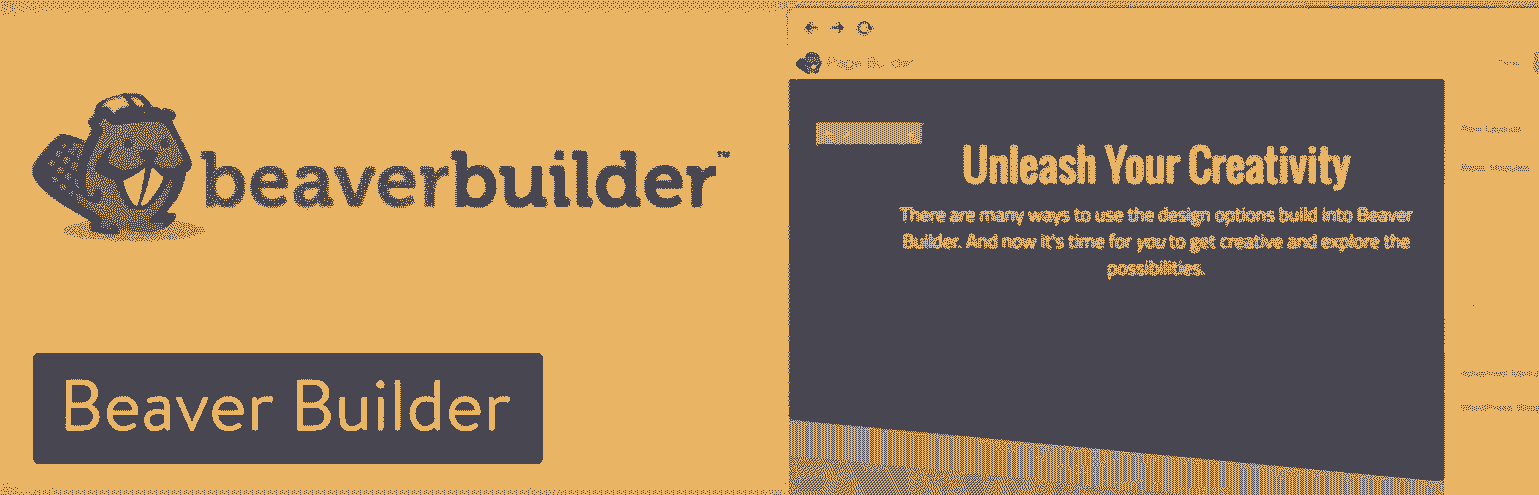 beaverbuilder™
Beaver Builder
Page Builder
Unleash Your Creativity
There are many ways to use the design options build into Beaver
Builder. And now it's time for you to get creative and explore the
possibilities.